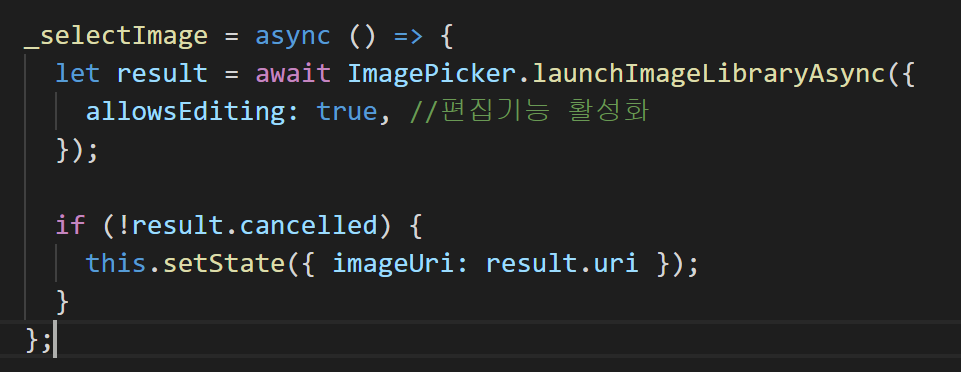 _selectImage = async () => {
let result = await ImagePicker.launchImageLibraryAsync({
allowsEditing: true, //편집기능 활성화
});
if (!result.cancelled) {
this.setState({ imageUri: result.uri });
}
};